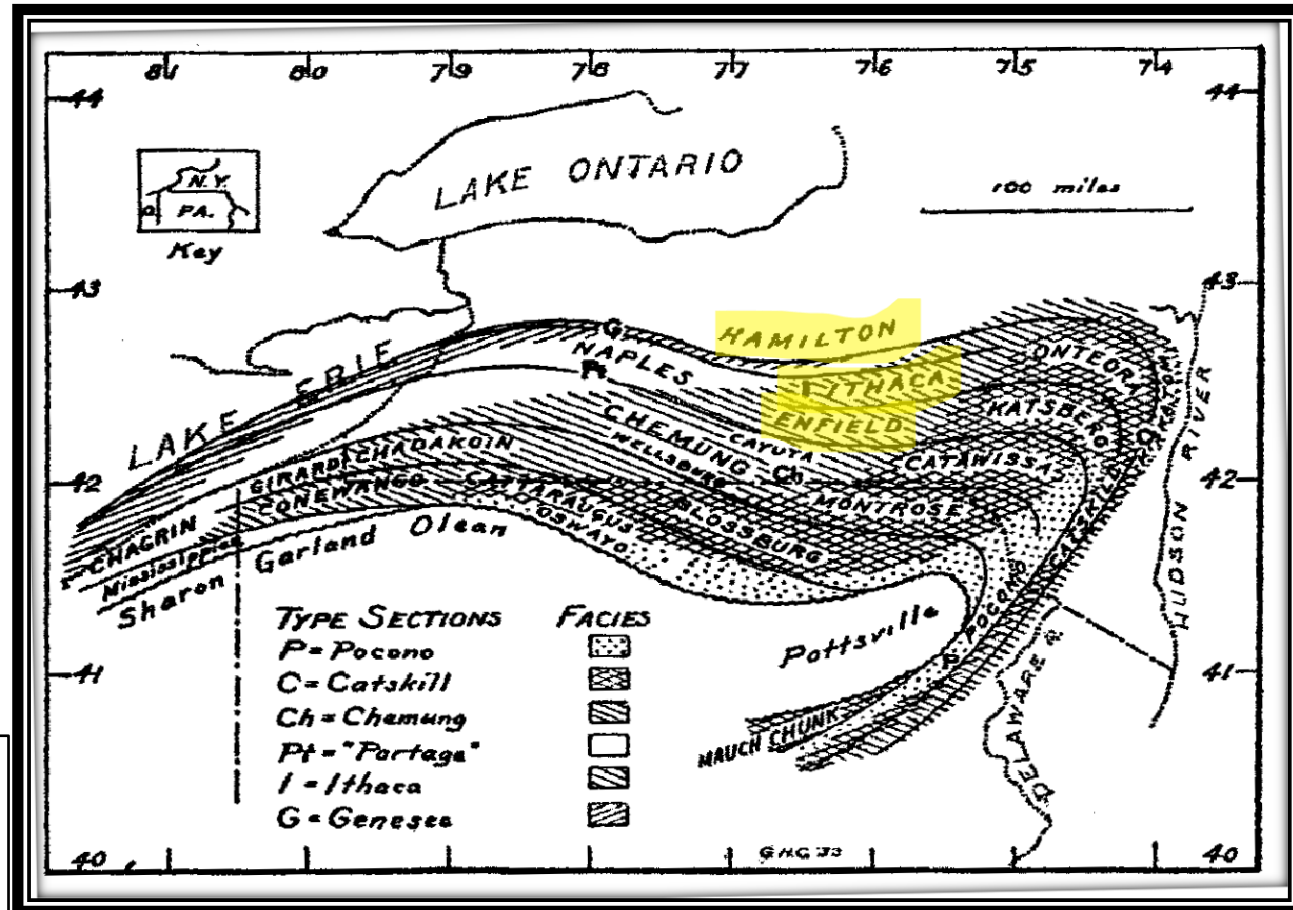 81 80 79 78 77 76 75 74
44 44
LAKE ONTARIO
100 miles
N.Y.
O PA.
Key
43 43
HAMILTON
G
NAPLES
Pt
ITHACA
I
ENFIELD
ONTEORA
KATSBERG
LAKE ERIE
HUDSON RIVER
CHEMUNG Ch
CAYUTA
WELLSBURG
CATAWISSA
MONTROSE
42 42
GIRARD CHADAKOIN
CONEWANGO CATTARAUGUS BLOSSBURG
OSWAYO
CHAGRIN
Mississippian
Sharon Garland Olean
CATSKILL
C
POCONO
P
Pottsville
MAUCH CHUNK
DELAWARE R.
41 41
TYPE SECTIONS FACIES
P = Pocono
C = Catskill
Ch = Chemung
Pt = "Portage"
I = Ithaca
G = Genesee
GHC '33
40 40